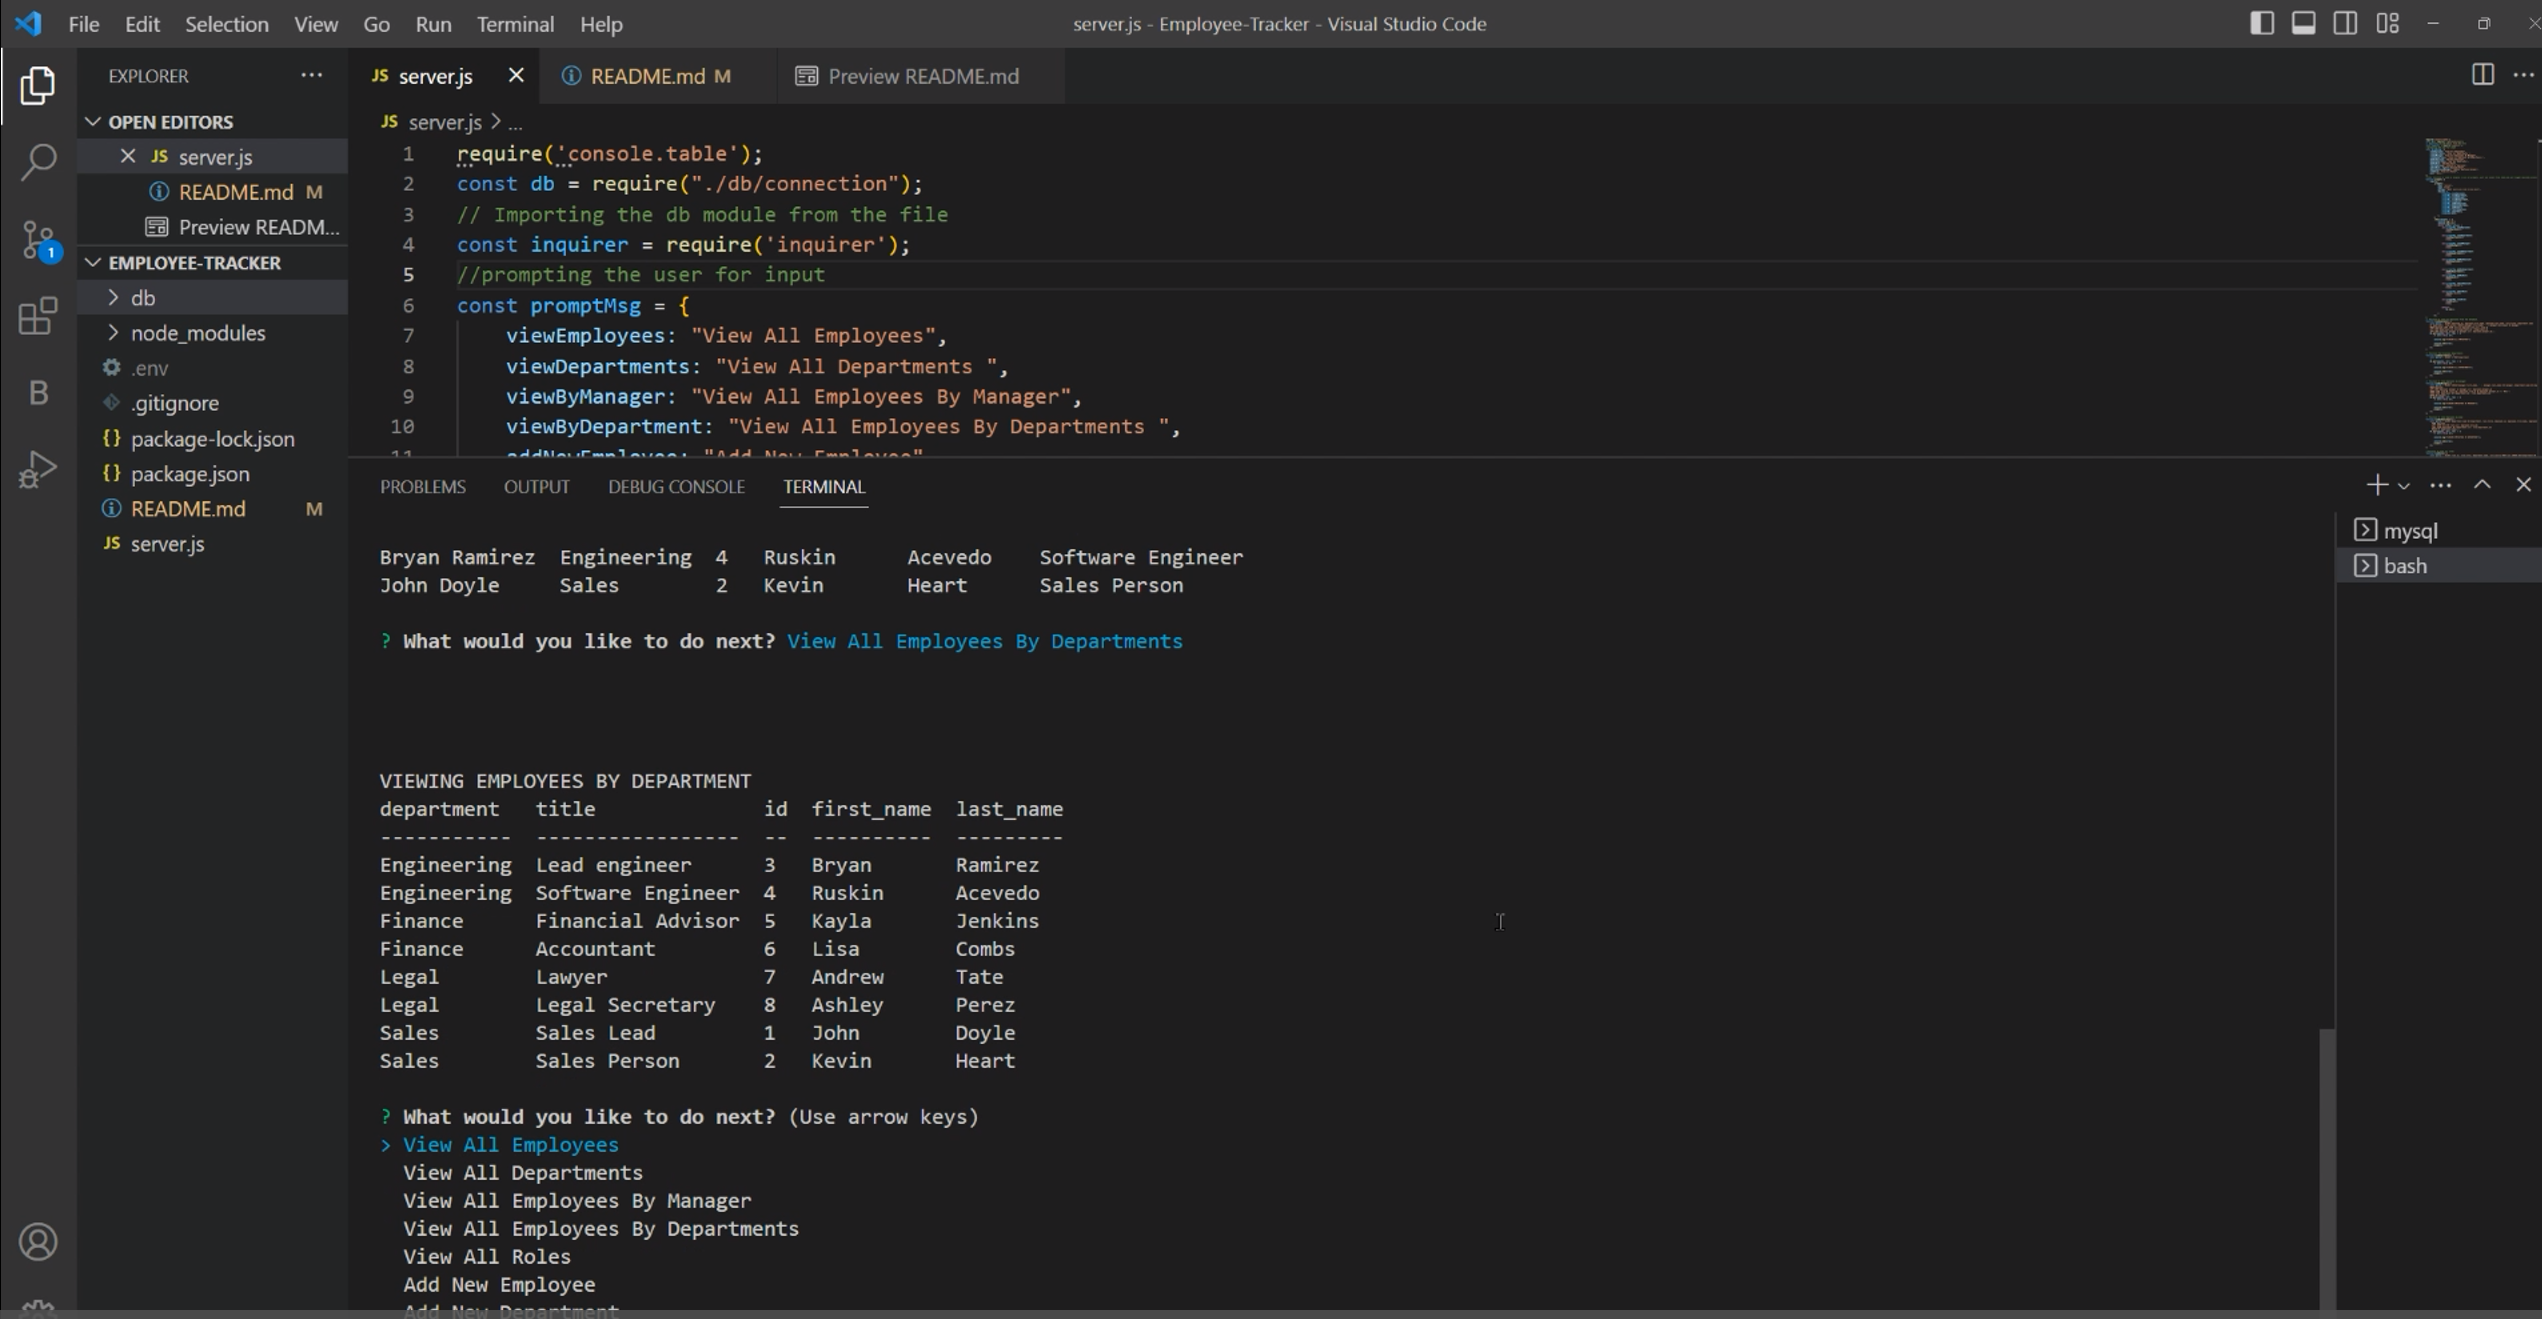 File Edit Selection View Go Run Terminal Help
server.js - Employee-Tracker - Visual Studio Code
EXPLORER
OPEN EDITORS
JS server.js
README.md M
Preview READM...
1
EMPLOYEE-TRACKER
db
node_modules
.env
.gitignore
{} package-lock.json
{} package.json
README.md M
JS server.js
B
JS server.js
README.md M
Preview README.md
JS server.js > ...
1 require('console.table');
2 const db = require("./db/connection");
3 // Importing the db module from the file
4 const inquirer = require('inquirer');
5 //prompting the user for input
6 const promptMsg = {
7 viewEmployees: "View All Employees",
8 viewDepartments: "View All Departments ",
9 viewByManager: "View All Employees By Manager",
10 viewByDepartment: "View All Employees By Departments ",
11 addNewEmployee: "Add New Employee"
PROBLEMS OUTPUT DEBUG CONSOLE TERMINAL
mysql
bash
Bryan Ramirez Engineering 4 Ruskin Acevedo Software Engineer
John Doyle Sales 2 Kevin Heart Sales Person
? What would you like to do next? View All Employees By Departments
VIEWING EMPLOYEES BY DEPARTMENT
department title id first_name last_name
----------- ----------------- -- ---------- ---------
Engineering Lead engineer 3 Bryan Ramirez
Engineering Software Engineer 4 Ruskin Acevedo
Finance Financial Advisor 5 Kayla Jenkins
Finance Accountant 6 Lisa Combs
Legal Lawyer 7 Andrew Tate
Legal Legal Secretary 8 Ashley Perez
Sales Sales Lead 1 John Doyle
Sales Sales Person 2 Kevin Heart
? What would you like to do next? (Use arrow keys)
> View All Employees
View All Departments
View All Employees By Manager
View All Employees By Departments
View All Roles
Add New Employee
Add New Department